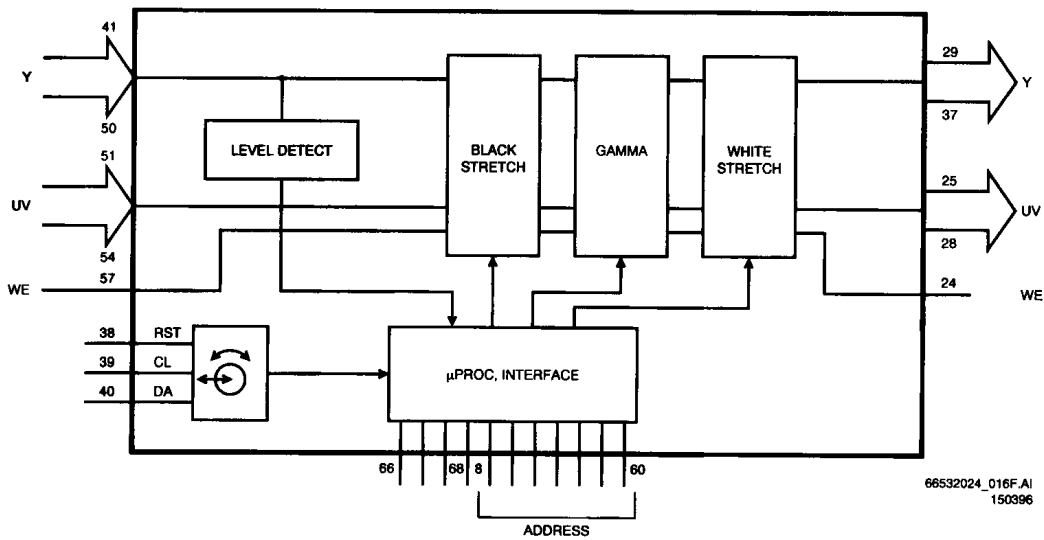 41
Y
50
51
UV
54
57
WE
38 RST
39 CL
40 DA
LEVEL DETECT
BLACK
STRETCH
GAMMA
WHITE
STRETCH
μPROC, INTERFACE
66 68 8 60
ADDRESS
29
Y
37
25
UV
28
24
WE
66532024_016F.AI
150396